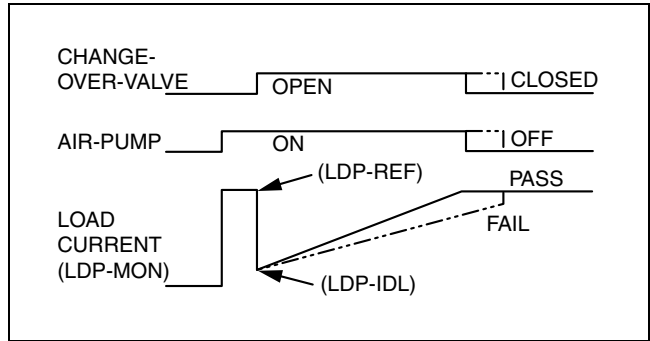 CHANGE-
OVER-VALVE
OPEN
CLOSED
AIR-PUMP
ON
OFF
(LDP-REF)
PASS
LOAD
CURRENT
(LDP-MON)
FAIL
(LDP-IDL)